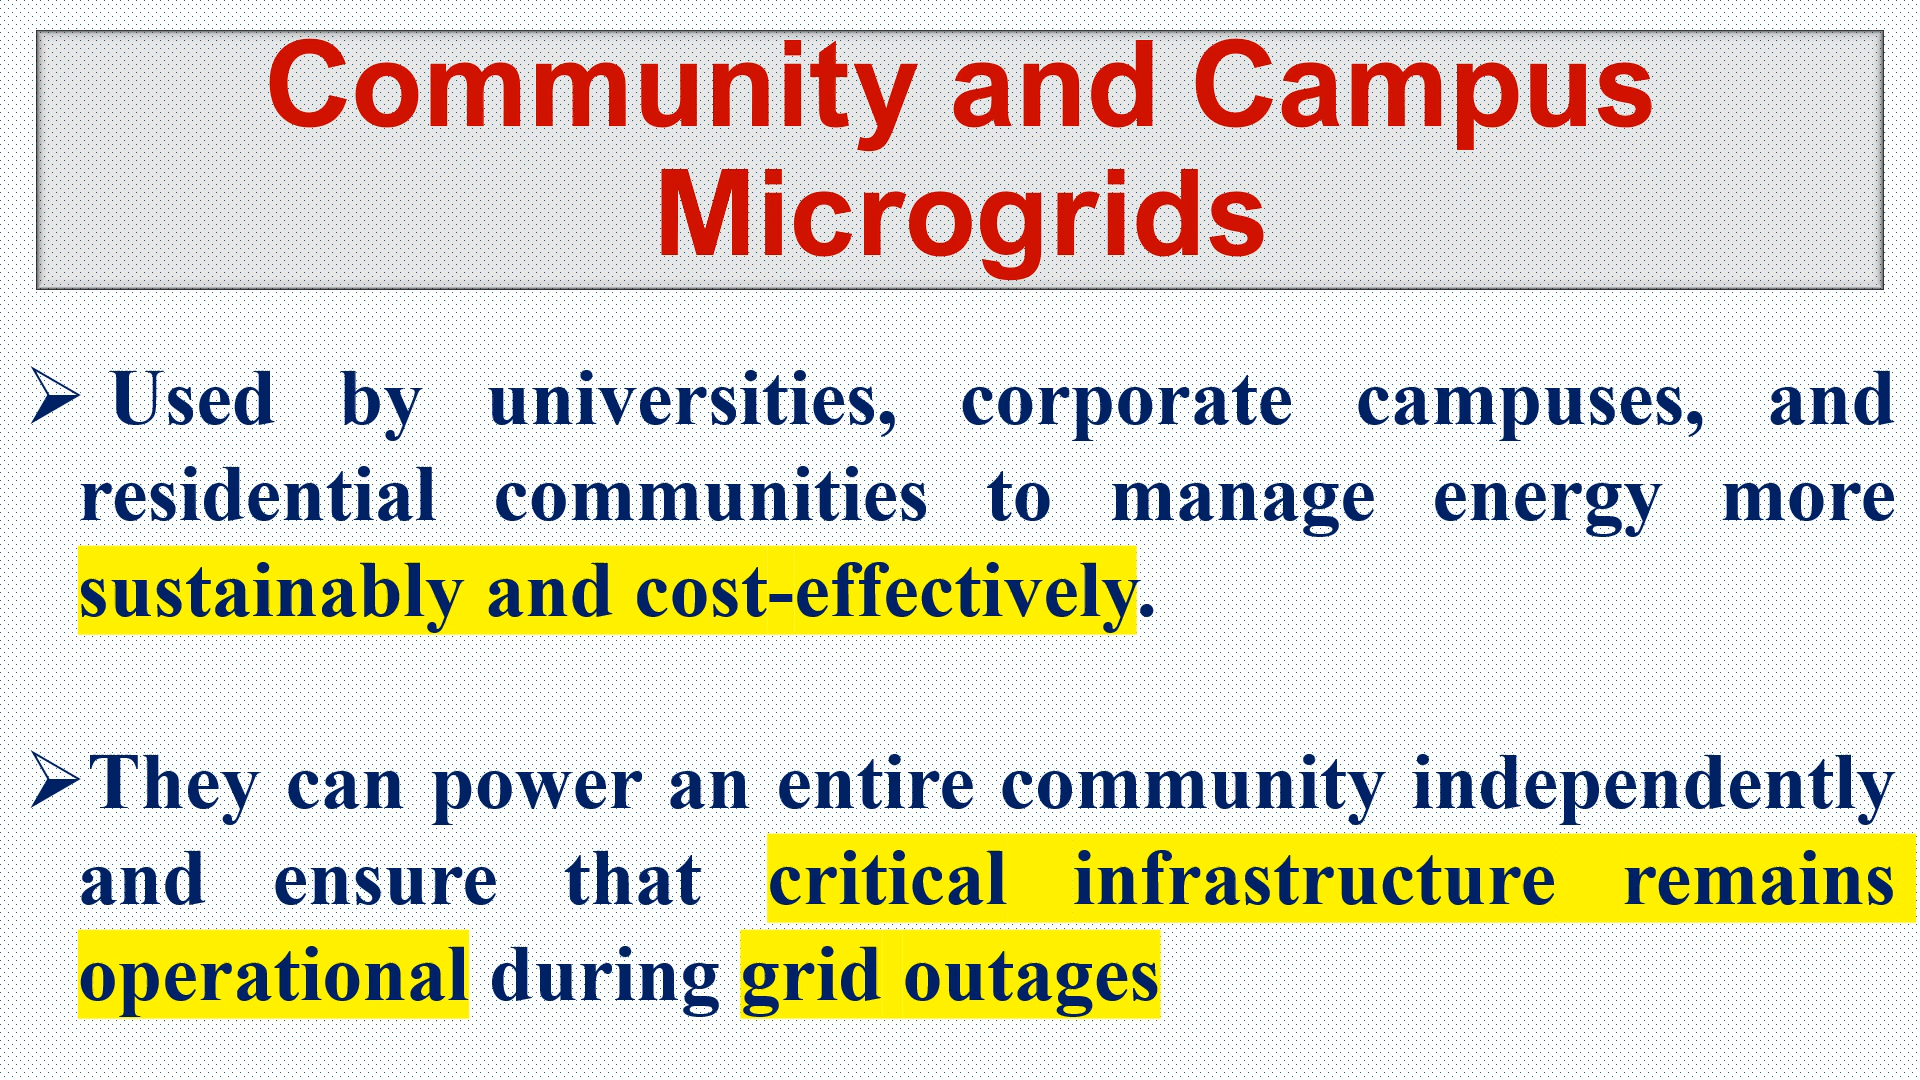 Community and Campus
Microgrids
➢ Used by universities, corporate campuses, and
residential communities to manage energy more
sustainably and cost-effectively.
➢They can power an entire community independently
and ensure that critical infrastructure remains
operational during grid outages